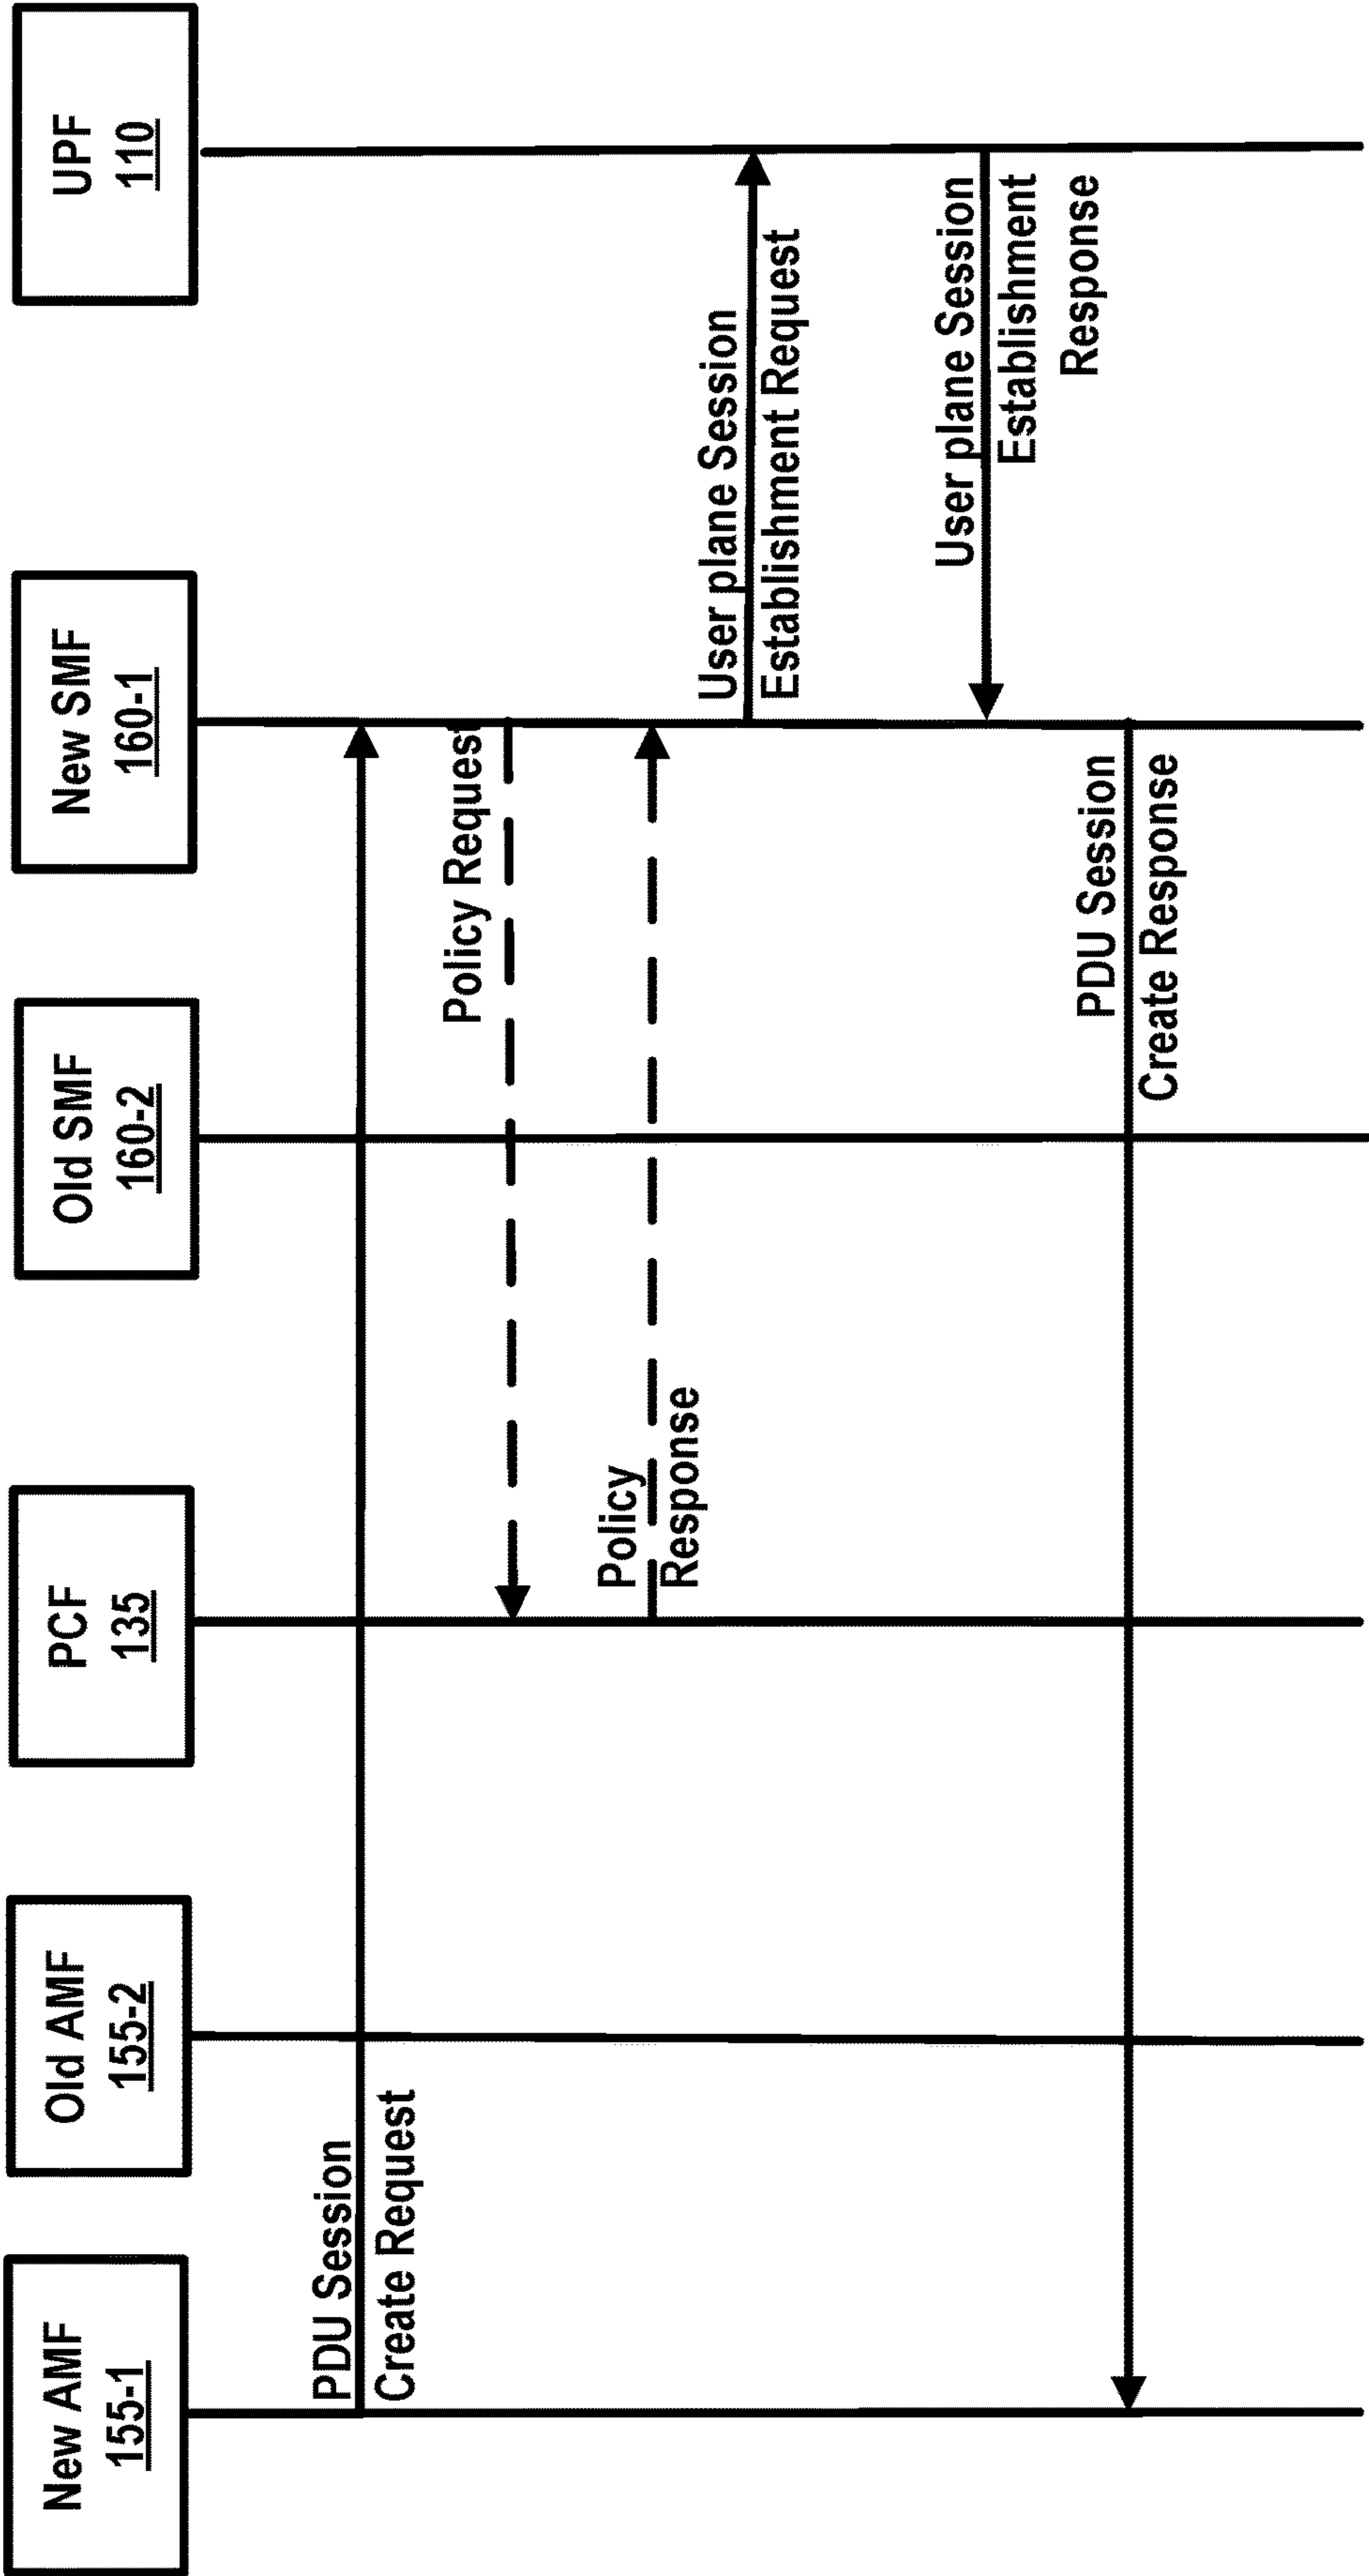 New AMF
155-1
Old AMF
155-2
PCF
135
Old SMF
160-2
New SMF
160-1
UPF
110
PDU Session
Create Request
Policy Request
Policy
Response
User plane Session
Establishment Request
User plane Session
Establishment
Response
PDU Session
Create Response